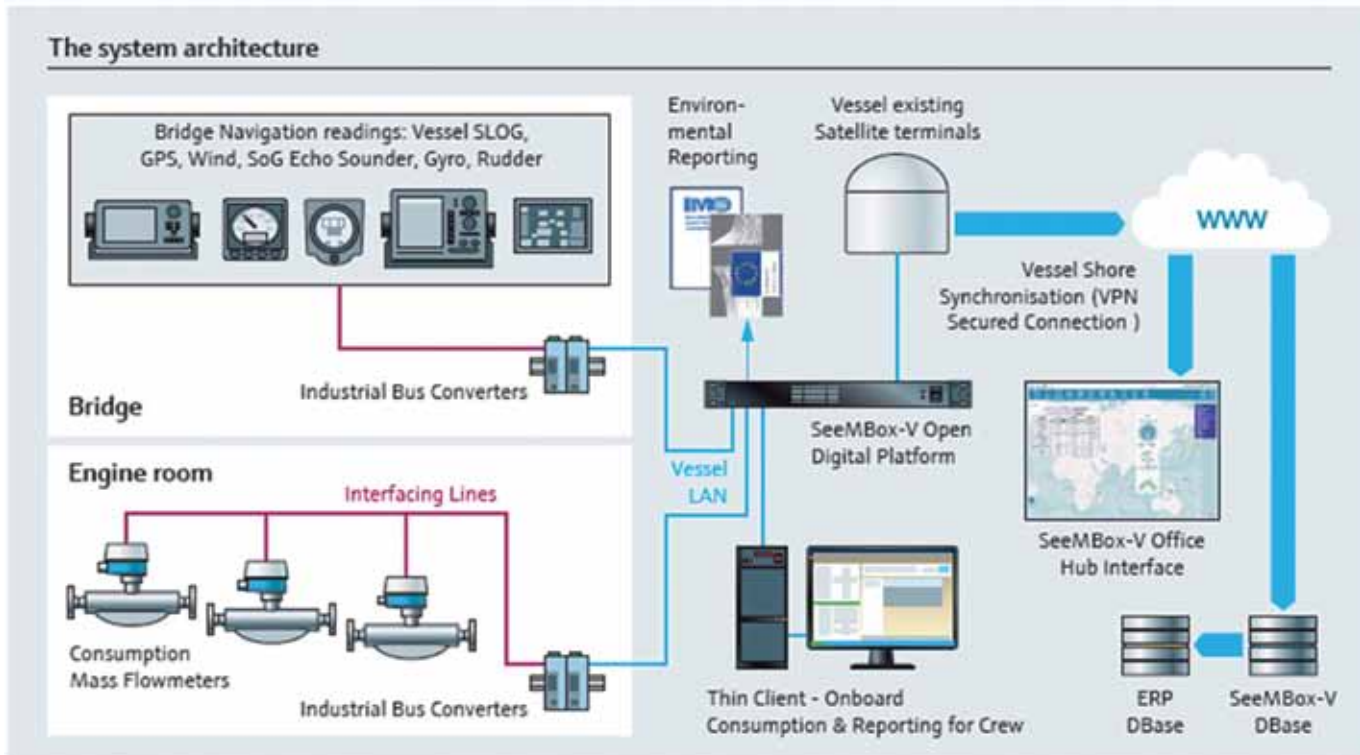 The system architecture
Bridge Navigation readings: Vessel SLOG,
GPS, Wind, SoG Echo Sounder, Gyro, Rudder
Industrial Bus Converters
Bridge
Engine room
Interfacing Lines
Consumption
Mass Flowmeters
Industrial Bus Converters
Environ-
mental
Reporting
IMO
Vessel existing
Satellite terminals
WWW
Vessel Shore
Synchronisation (VPN
Secured Connection )
SeeMBox-V Open
Digital Platform
Vessel
LAN
SeeMBox-V Office
Hub Interface
Thin Client - Onboard
Consumption & Reporting for Crew
ERP
DBase
SeeMBox-V
DBase